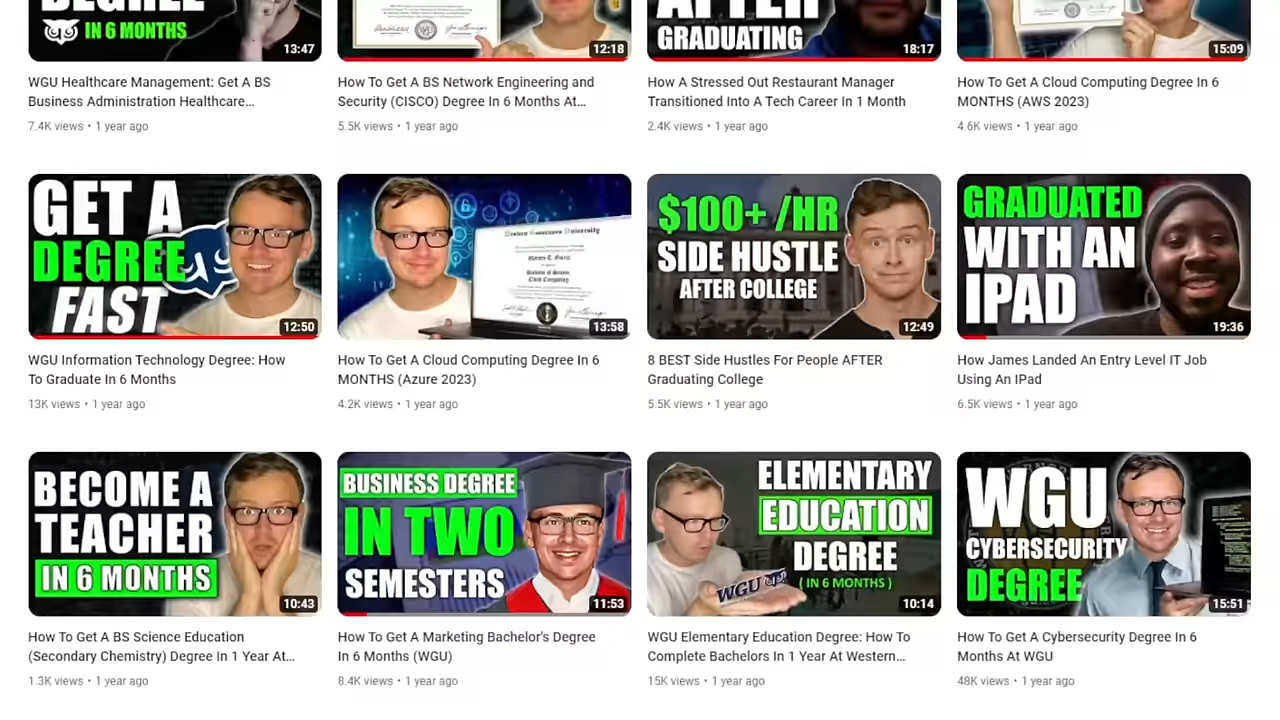 DEGREE
IN 6 MONTHS
13:47
12:18
AFTER
GRADUATING
18:17
15:09
WGU Healthcare Management: Get A BS
Business Administration Healthcare…
7.4K views • 1 year ago
How To Get A BS Network Engineering and
Security (CISCO) Degree In 6 Months At…
5.5K views • 1 year ago
How A Stressed Out Restaurant Manager
Transitioned Into A Tech Career In 1 Month
2.4K views • 1 year ago
How To Get A Cloud Computing Degree In 6
MONTHS (AWS 2023)
4.6K views • 1 year ago
GET A
DEGREE
FAST
12:50
Western Governors University
Bachelor of Science
Cloud Computing
13:58
$100+ /HR
SIDE HUSTLE
AFTER COLLEGE
12:49
GRADUATED
WITH AN
IPAD
19:36
WGU Information Technology Degree: How
To Graduate In 6 Months
13K views • 1 year ago
How To Get A Cloud Computing Degree In 6
MONTHS (Azure 2023)
4.2K views • 1 year ago
8 BEST Side Hustles For People AFTER
Graduating College
5.5K views • 1 year ago
How James Landed An Entry Level IT Job
Using An IPad
6.5K views • 1 year ago
BECOME A
TEACHER
IN 6 MONTHS
10:43
BUSINESS DEGREE
IN TWO
SEMESTERS
11:53
ELEMENTARY
EDUCATION
DEGREE
( IN 6 MONTHS )
WGU
10:14
WGU
CYBERSECURITY
DEGREE
15:51
How To Get A BS Science Education
(Secondary Chemistry) Degree In 1 Year At…
1.3K views • 1 year ago
How To Get A Marketing Bachelor's Degree
In 6 Months (WGU)
8.4K views • 1 year ago
WGU Elementary Education Degree: How To
Complete Bachelors In 1 Year At Western…
15K views • 1 year ago
How To Get A Cybersecurity Degree In 6
Months At WGU
48K views • 1 year ago